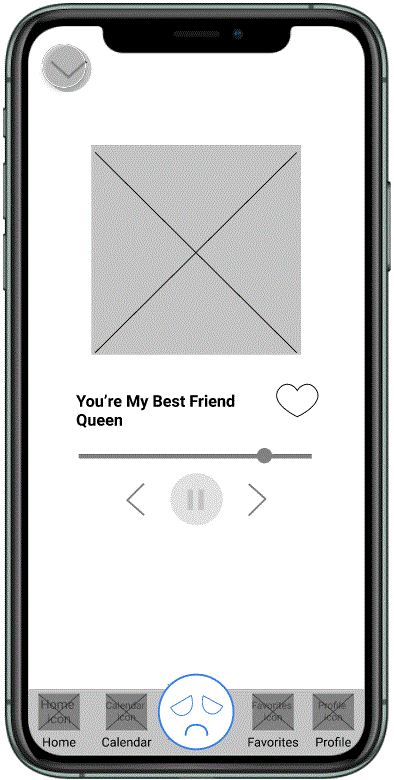 You're My Best Friend
Queen
Home
icon
Calendar
icon
Favorites
icon
Profile
icon
Home
Calendar
Favorites
Profile